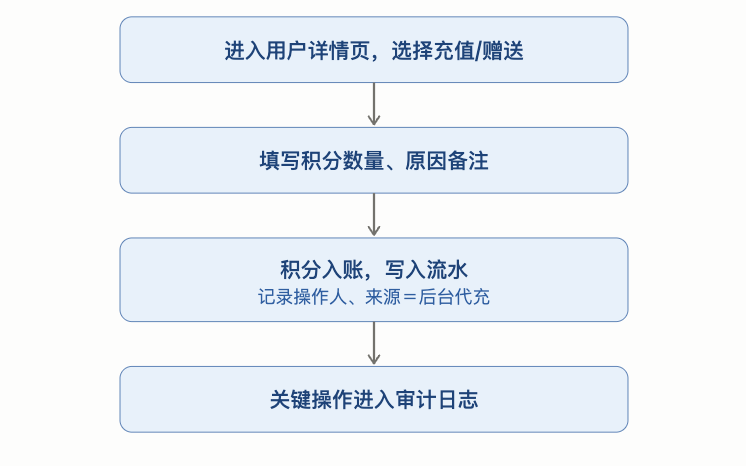 进入用户详情页，选择充值/赠送
填写积分数量、原因备注
积分入账，写入流水
记录操作人、来源＝后台代充
关键操作进入审计日志